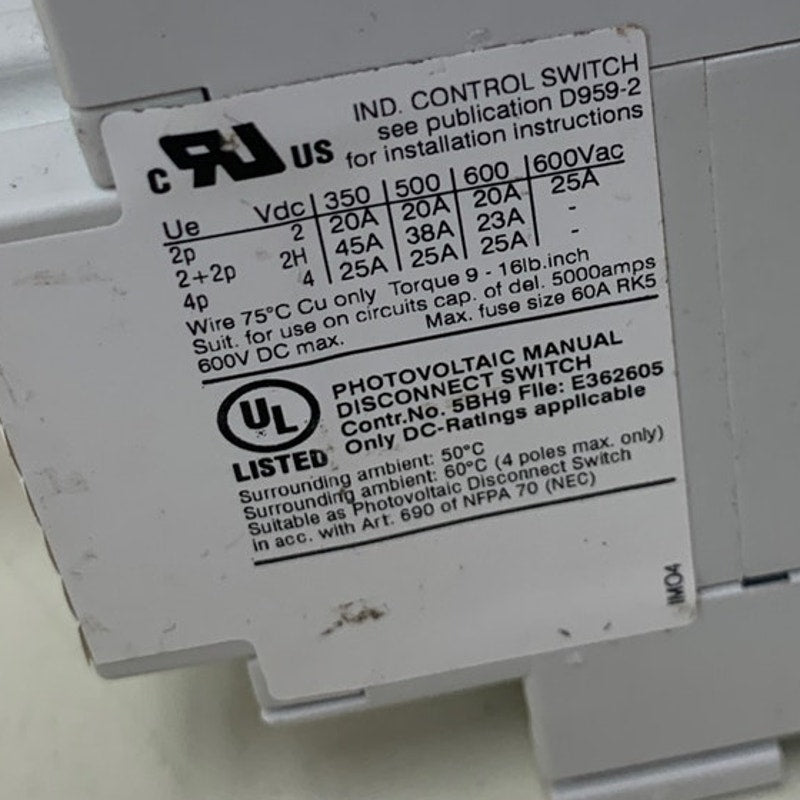 IND. CONTROL SWITCH
see publication D959-2
for installation instructions
c RU US
Ue Vdc 350 500 600 600Vac
2p 2 20A 20A 20A 25A
2+2p 2H 45A 38A 23A -
4p 4 25A 25A 25A -
Wire 75°C Cu only Torque 9 - 16lb.inch
Suit. for use on circuits cap. of del. 5000amps
600V DC max. Max. fuse size 60A RK5
UL
LISTED
PHOTOVOLTAIC MANUAL
DISCONNECT SWITCH
Contr.No. 5BH9 File: E362605
Only DC-Ratings applicable
Surrounding ambient: 50°C
Surrounding ambient: 60°C (4 poles max. only)
Suitable as Photovoltaic Disconnect Switch
in acc. with Art. 690 of NFPA 70 (NEC)
IMO4